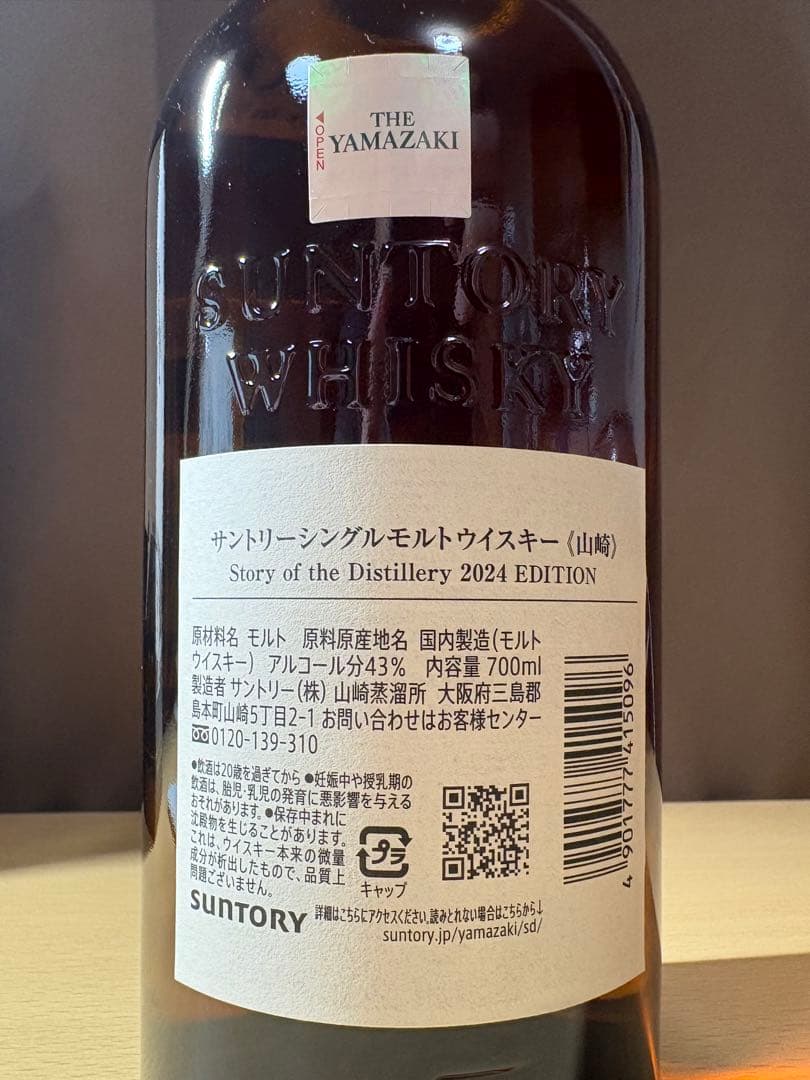 THE
YAMAZAKI
◀OPEN
SUNTORY
WHISKY
サントリーシングルモルトウイスキー《山崎》
Story of the Distillery 2024 EDITION
原材料名 モルト 原料原産地名 国内製造(モルト
ウイスキー) アルコール分43% 内容量 700ml
製造者 サントリー(株) 山崎蒸溜所 大阪府三島郡
島本町山崎5丁目2-1 お問い合わせはお客様センター
0120-139-310
●飲酒は20歳を過ぎてから ●妊娠中や授乳期の
飲酒は、胎児・乳児の発育に悪影響を与える
おそれがあります。●保存中まれに
沈殿物を生じることがあります。
これは、ウイスキー本来の微量
成分が析出したもので、品質上
問題ございません。
プラ
キャップ
4901777415096
SUNTORY
詳細はこちらにアクセスください。読みとれない場合はこちらから↓
suntory.jp/yamazaki/sd/